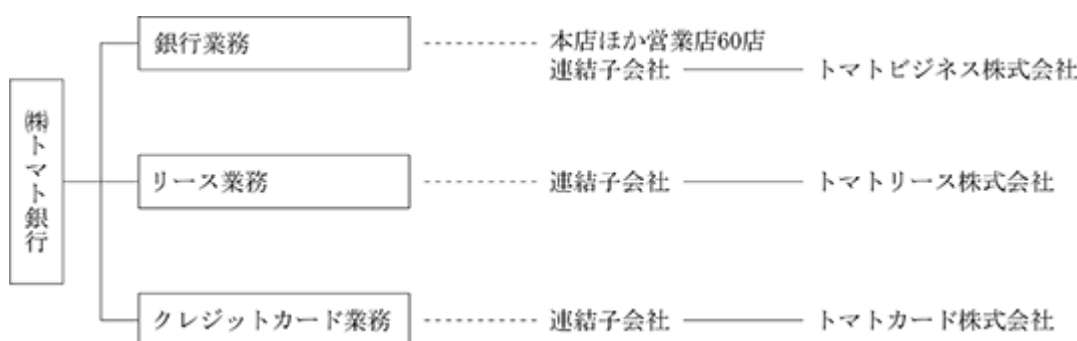 ㈱トマト銀行
銀行業務
本店ほか営業店60店
連結子会社
トマトビジネス株式会社
リース業務
連結子会社
トマトリース株式会社
クレジットカード業務
連結子会社
トマトカード株式会社